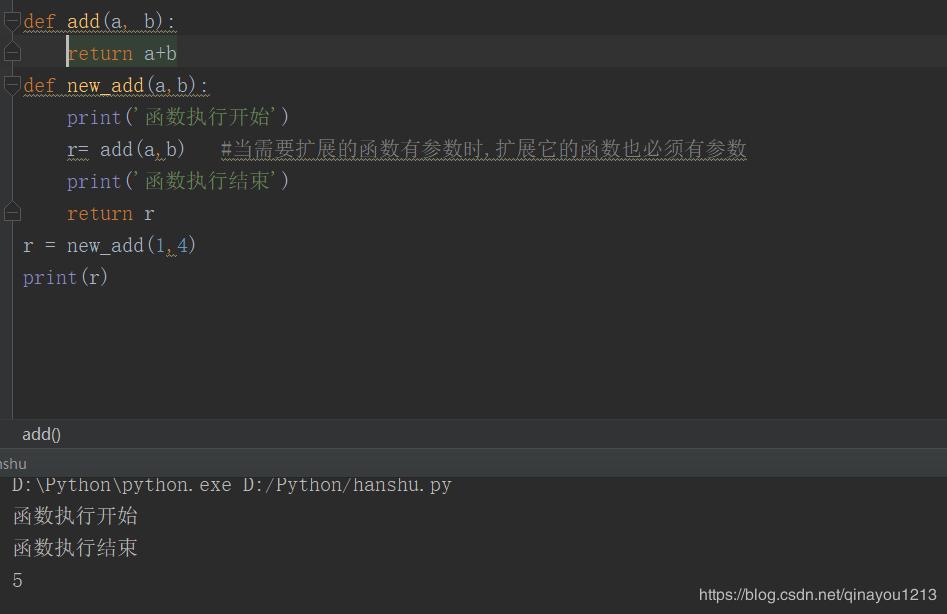 def add(a, b):
    return a+b
def new_add(a,b):
    print('函数执行开始')
    r= add(a,b)   #当需要扩展的函数有参数时,扩展它的函数也必须有参数
    print('函数执行结束')
    return r
r = new_add(1,4)
print(r)
add()
nshu
D:\Python\python.exe D:/Python/hanshu.py
函数执行开始
函数执行结束
5
https://blog.csdn.net/qinayou1213